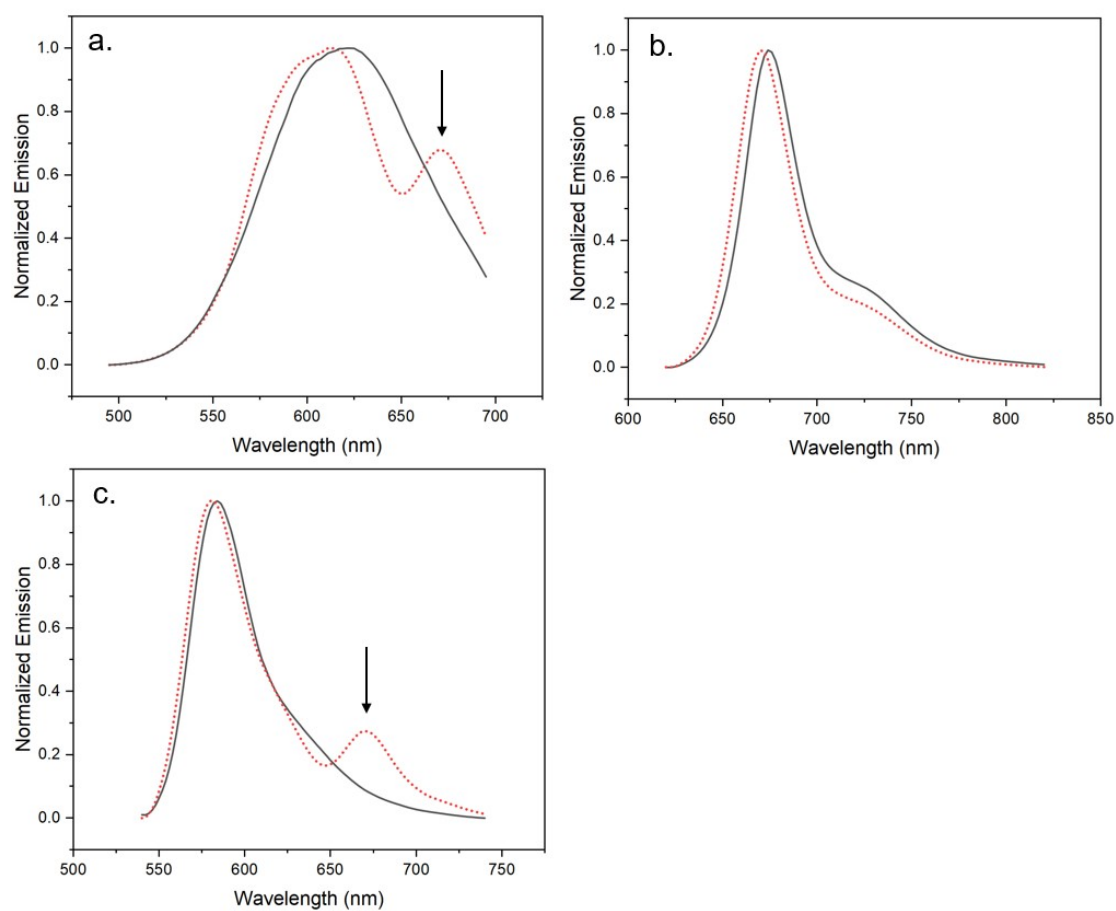 a.
Normalized Emission
1.0
0.8
0.6
0.4
0.2
0.0
500 550 600 650 700
Wavelength (nm)
b.
Normalized Emission
1.0
0.8
0.6
0.4
0.2
0.0
600 650 700 750 800 850
Wavelength (nm)
c.
Normalized Emission
1.0
0.8
0.6
0.4
0.2
0.0
500 550 600 650 700 750
Wavelength (nm)